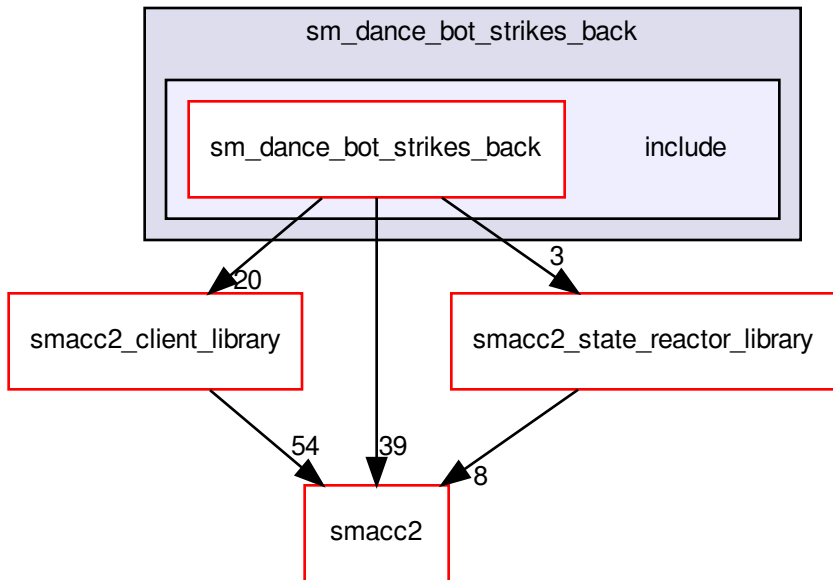 sm_dance_bot_strikes_back
sm_dance_bot_strikes_back
include
3
20
smacc2_client_library
smacc2_state_reactor_library
54
39
8
smacc2